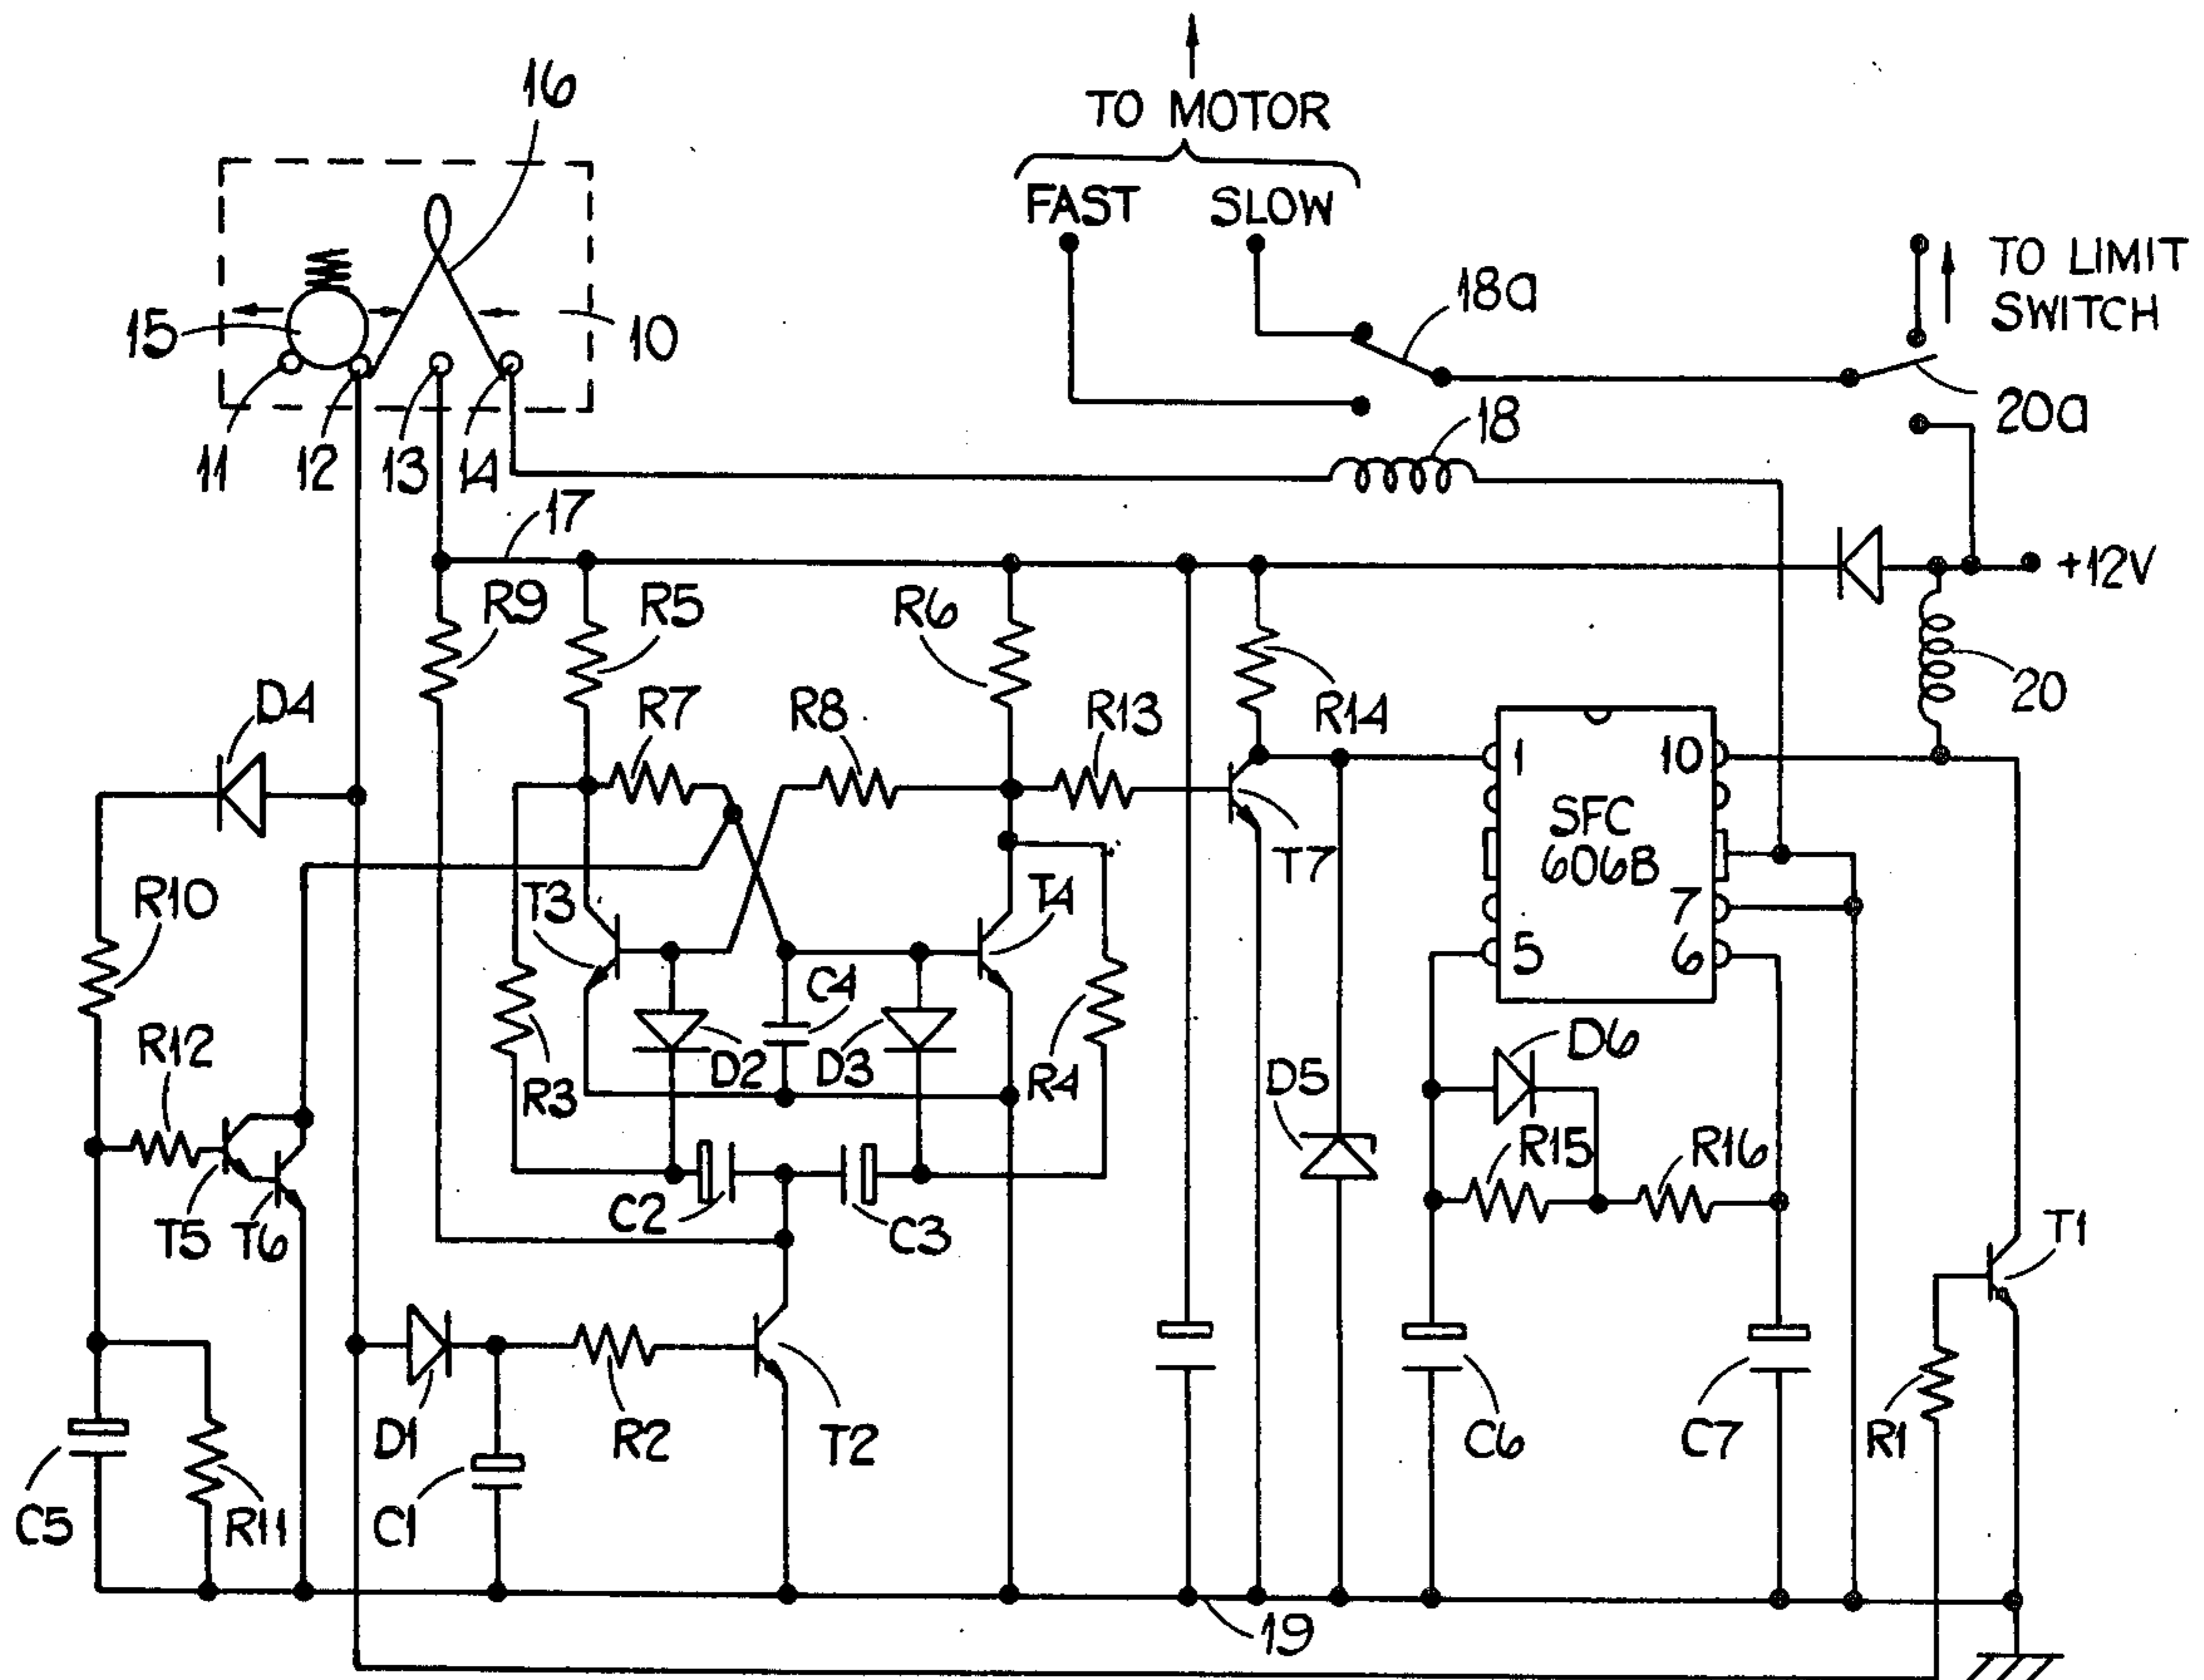 16
TO MOTOR
FAST
SLOW
TO LIMIT
SWITCH
15
10
18a
20a
11
12
13
14
18
17
+12V
R9
R5
R6
20
D4
R7
R8
R13
R14
1
10
SFC
606B
T7
R10
T3
T4
7
5
6
C4
R12
D2
D3
D6
R3
R4
D5
R15
R16
T5
T6
C2
C3
T1
D1
R2
T2
C6
C7
R1
C5
R11
C1
19